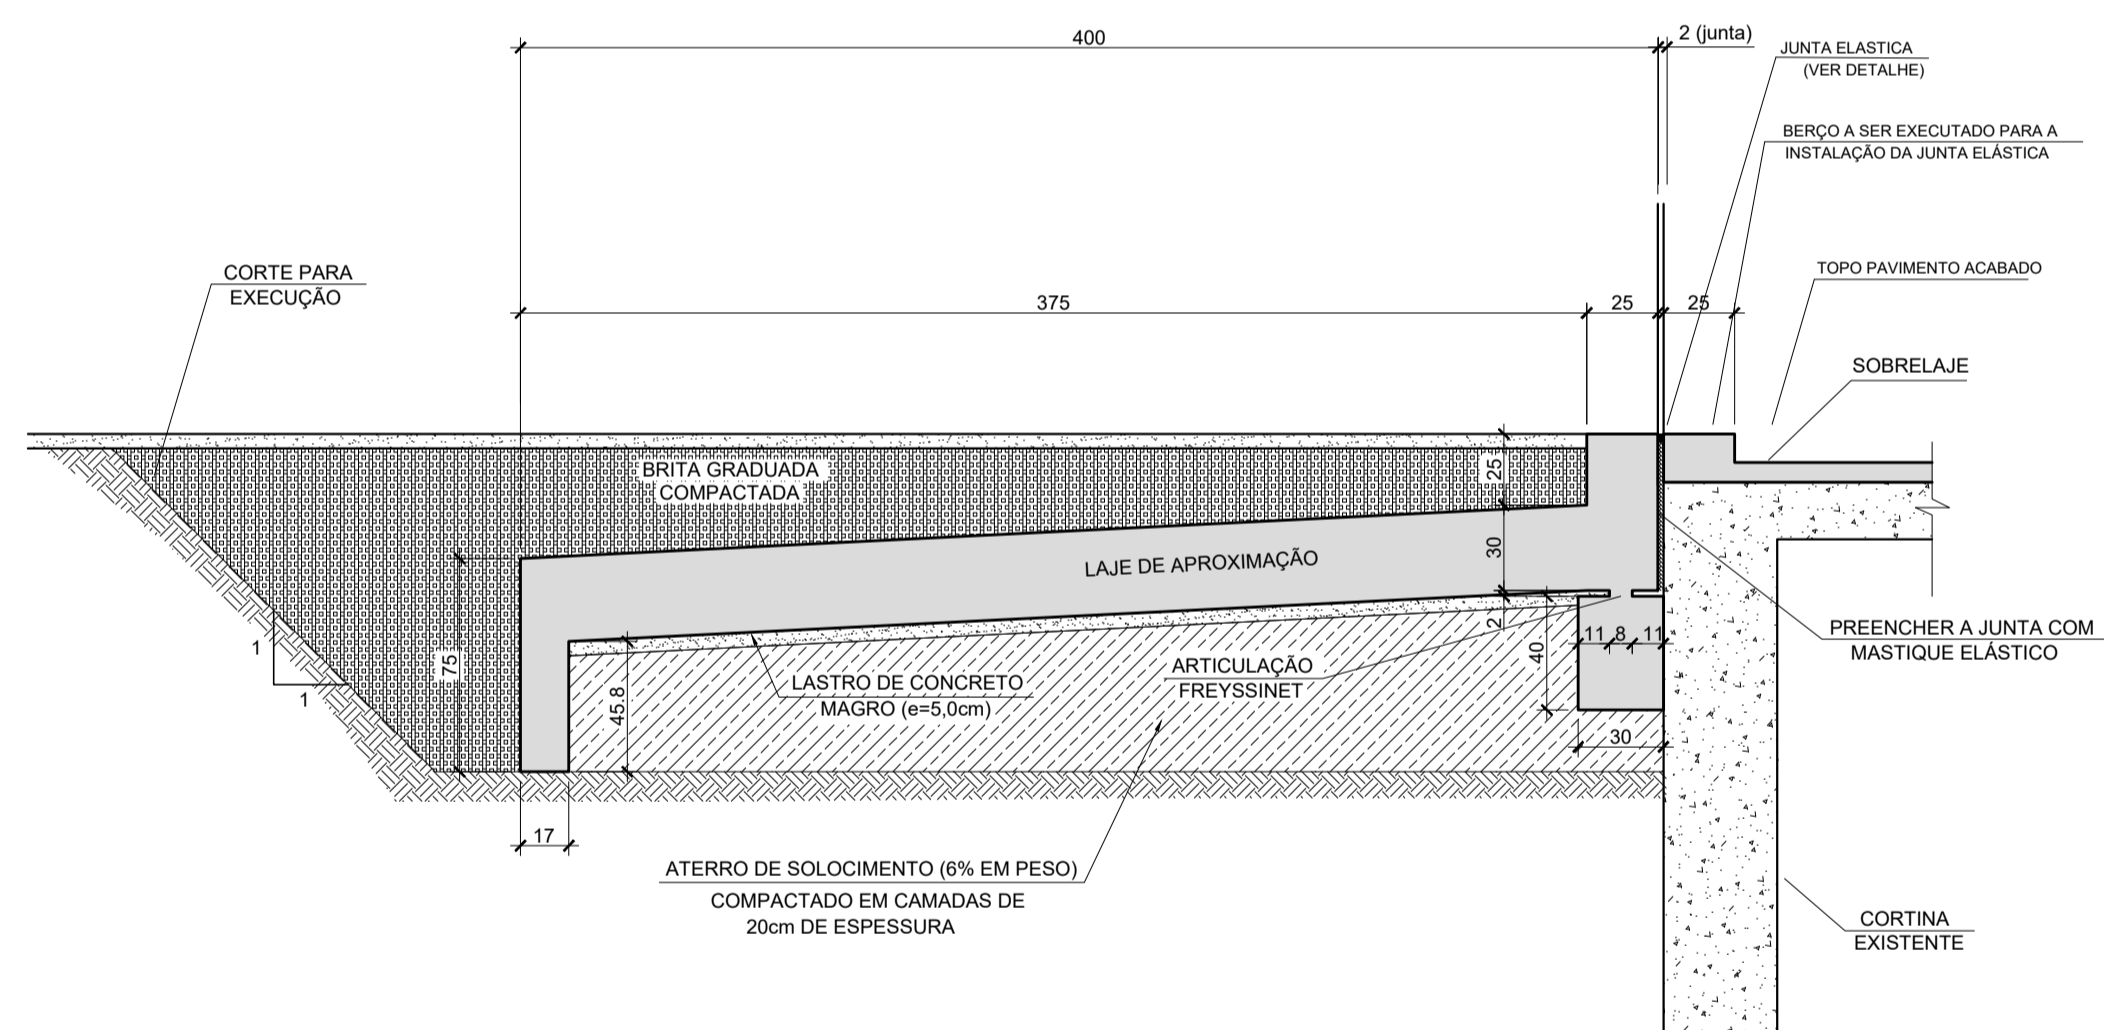 400
2 (junta)
JUNTA ELASTICA
(VER DETALHE)
BERÇO A SER EXECUTADO PARA A
INSTALAÇÃO DA JUNTA ELÁSTICA
CORTE PARA
EXECUÇÃO
TOPO PAVIMENTO ACABADO
375
25
25
SOBRELAJE
BRITA GRADUADA
COMPACTADA
25
30
LAJE DE APROXIMAÇÃO
2
11 8 11
40
1
1
75
45.8
LASTRO DE CONCRETO
MAGRO (e=5,0cm)
ARTICULAÇÃO
FREYSSINET
PREENCHER A JUNTA COM
MASTIQUE ELÁSTICO
30
17
ATERRO DE SOLOCIMENTO (6% EM PESO)
COMPACTADO EM CAMADAS DE
20cm DE ESPESSURA
CORTINA
EXISTENTE